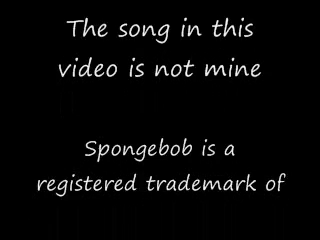 The song in this
video is not mine
Spongebob is a
registered trademark of